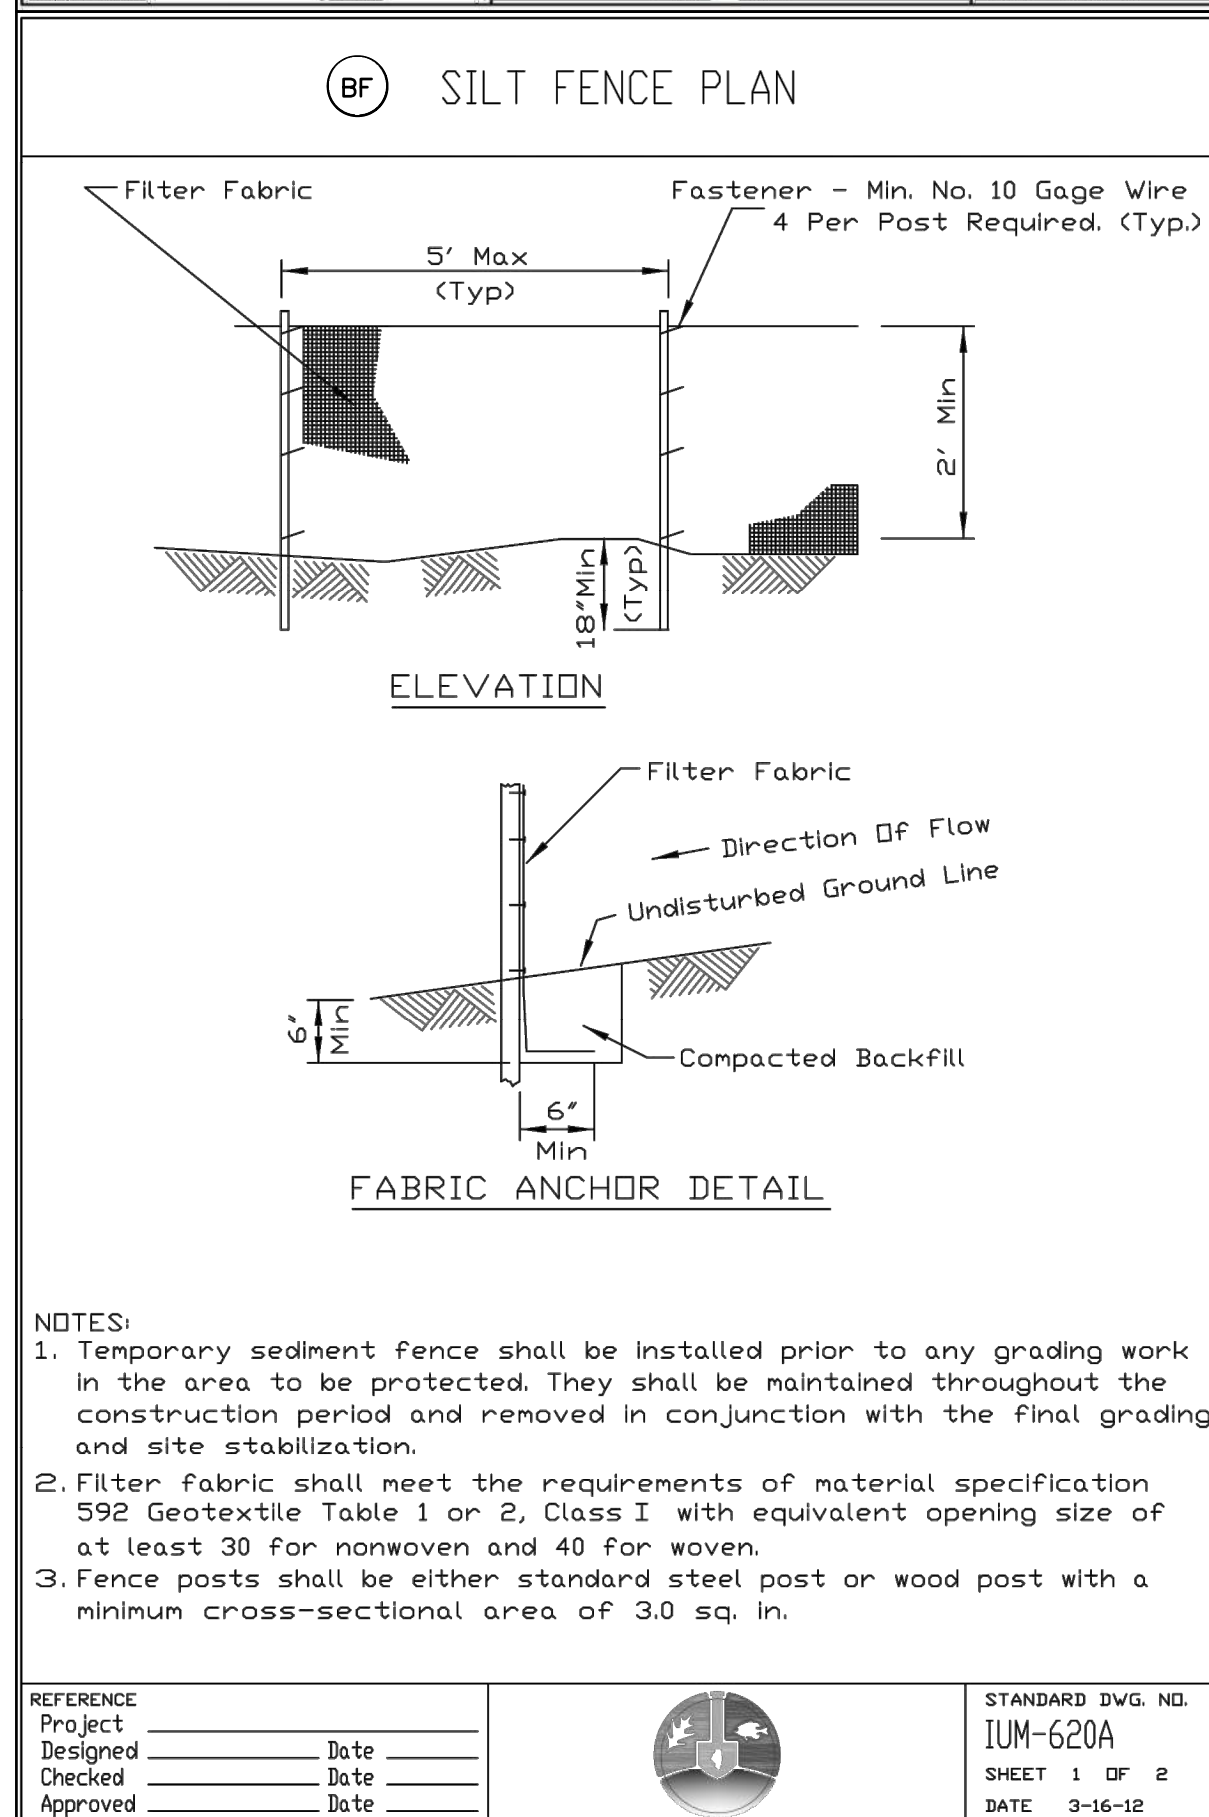 BF SILT FENCE PLAN
Filter Fabric
Fastener - Min. No. 10 Gage Wire
4 Per Post Required. (Typ.)
5' Max
(Typ)
2' Min
18"Min
(Typ)
ELEVATION
Filter Fabric
Direction Of Flow
Undisturbed Ground Line
6"
Min
Compacted Backfill
6"
Min
FABRIC ANCHOR DETAIL
NOTES:
1. Temporary sediment fence shall be installed prior to any grading work
in the area to be protected. They shall be maintained throughout the
construction period and removed in conjunction with the final grading
and site stabilization.
2. Filter fabric shall meet the requirements of material specification
592 Geotextile Table 1 or 2, Class I with equivalent opening size of
at least 30 for nonwoven and 40 for woven.
3. Fence posts shall be either standard steel post or wood post with a
minimum cross-sectional area of 3.0 sq. in.
REFERENCE
Project
Designed Date
Checked Date
Approved Date
STANDARD DWG. NO.
IUM-620A
SHEET 1 OF 2
DATE 3-16-12